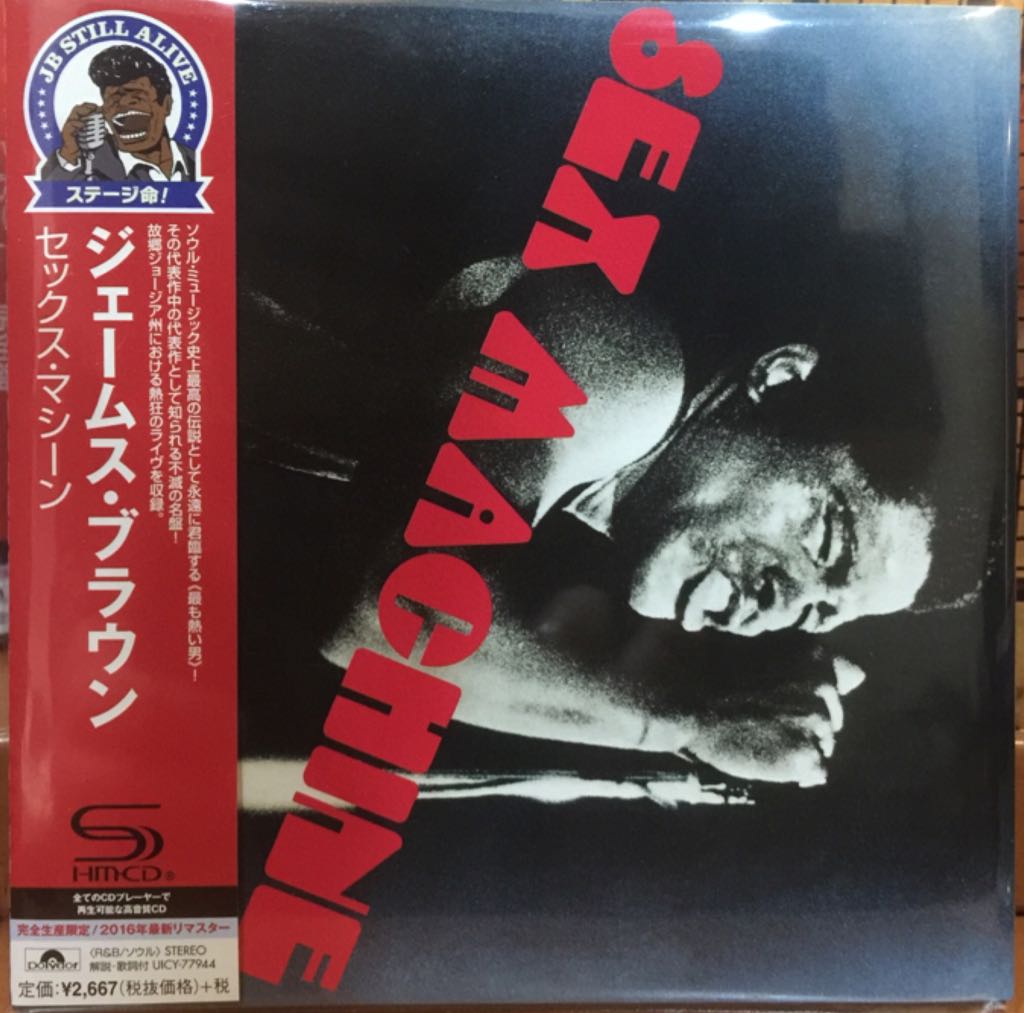 JB STILL ALIVE
ステージ命!
ジェームス・ブラウン
セックス・マシーン
ソウル・ミュージック史上最高の伝説として永遠に君臨する《最も熱い男》!
その代表作中の代表作として知られる不滅の名盤!
故郷ジョージア州における熱狂のライヴを収録。
SHM-CD®
全てのCDプレーヤーで
再生可能な高音質CD
完全生産限定/2016年最新リマスター
polydor
〈R&B/ソウル〉 STEREO
解説・歌詞付 UICY-77944
定価:¥2,667(税抜価格)+税
SEX MACHINE